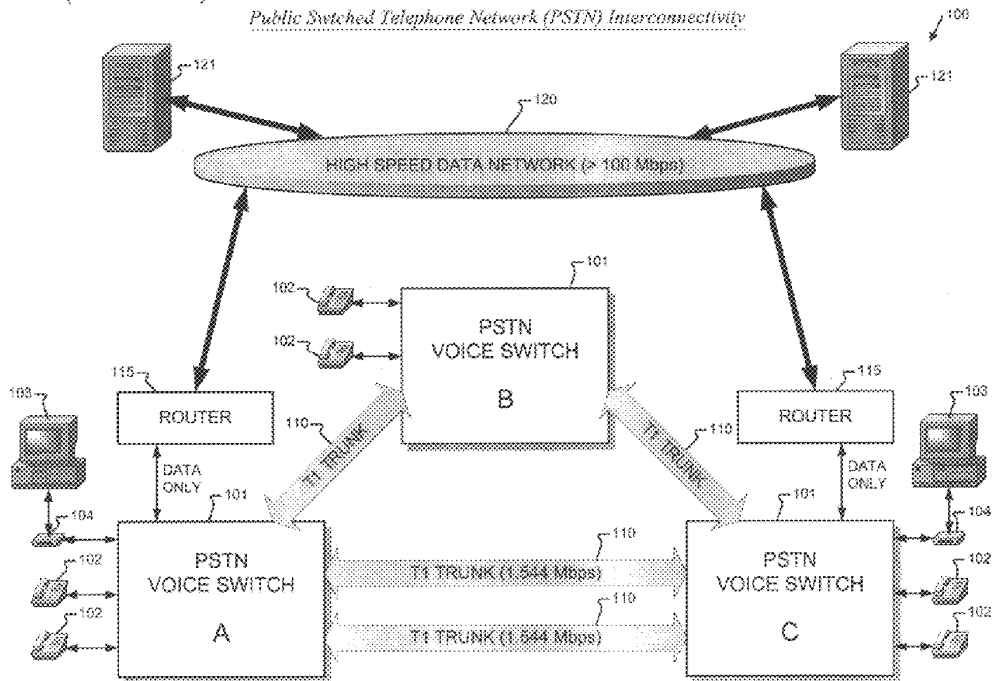 Public Swtched Telephone Network (PSTN) Interconnectivity
100
121
121
120
HIGH SPEED DATA NETWORK (> 100 Mbps)
101
102
102
PSTN
VOICE SWITCH
B
115
ROUTER
115
ROUTER
103
103
110
T1 TRUNK
T1 TRUNK
110
DATA
ONLY
DATA
ONLY
101
101
104
104
PSTN
VOICE SWITCH
A
PSTN
VOICE SWITCH
C
110
T1 TRUNK (1.544 Mbps)
102
102
110
T1 TRUNK (1.544 Mbps)
102
102